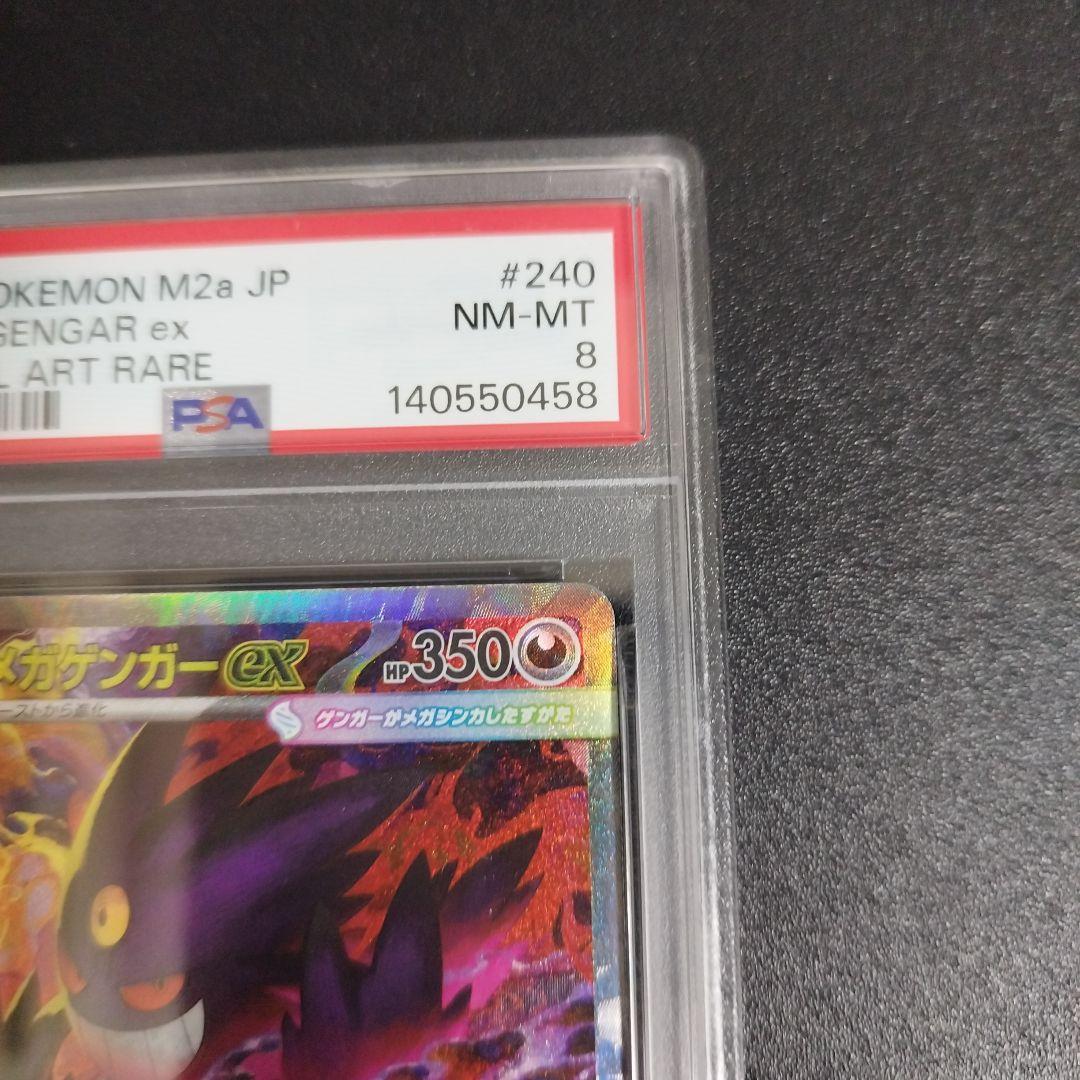 OKEMON M2a JP #240
GENGAR ex NM-MT
L ART RARE 8
PSA 140550458
メガゲンガーex HP350
ーストから進化
ゲンガーがメガシンカしたすがた